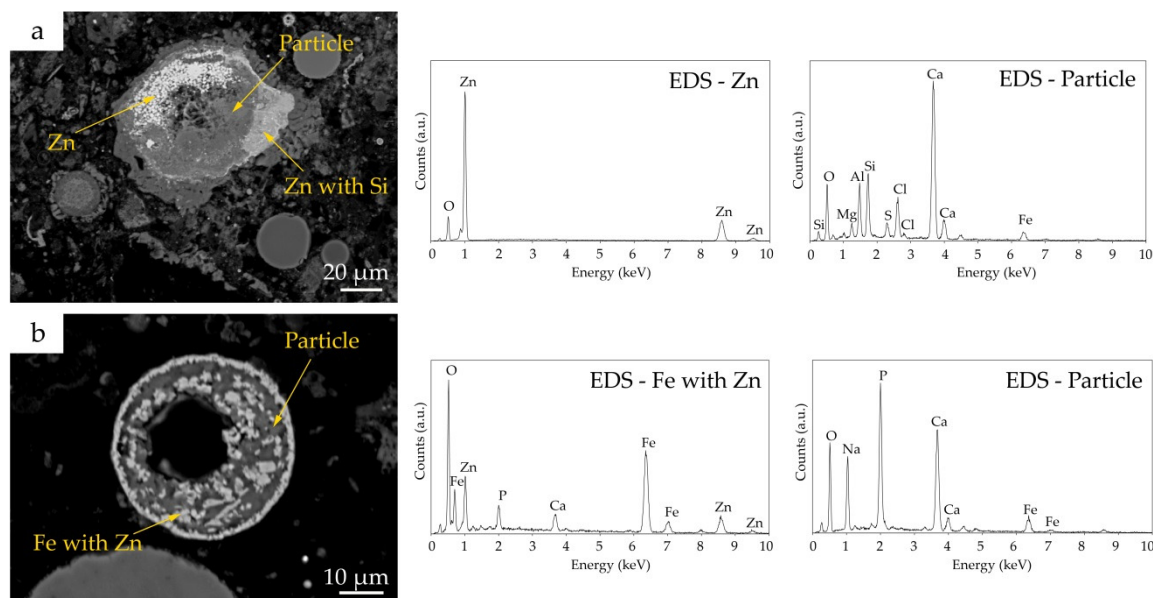 a
Particle
Zn
Zn with Si
20 μm
EDS - Zn
Counts (a.u.)
O
Zn
Zn
Zn
0 1 2 3 4 5 6 7 8 9 10
Energy (keV)
EDS - Particle
Counts (a.u.)
Si
O
Mg
Al
Si
S
Cl
Cl
Ca
Ca
Fe
0 1 2 3 4 5 6 7 8 9 10
Energy (keV)
b
Particle
Fe with Zn
10 μm
EDS - Fe with Zn
Counts (a.u.)
O
Fe
Zn
P
Ca
Fe
Fe
Zn
Zn
0 1 2 3 4 5 6 7 8 9 10
Energy (keV)
EDS - Particle
Counts (a.u.)
O
Na
P
Ca
Ca
Fe
Fe
0 1 2 3 4 5 6 7 8 9 10
Energy (keV)